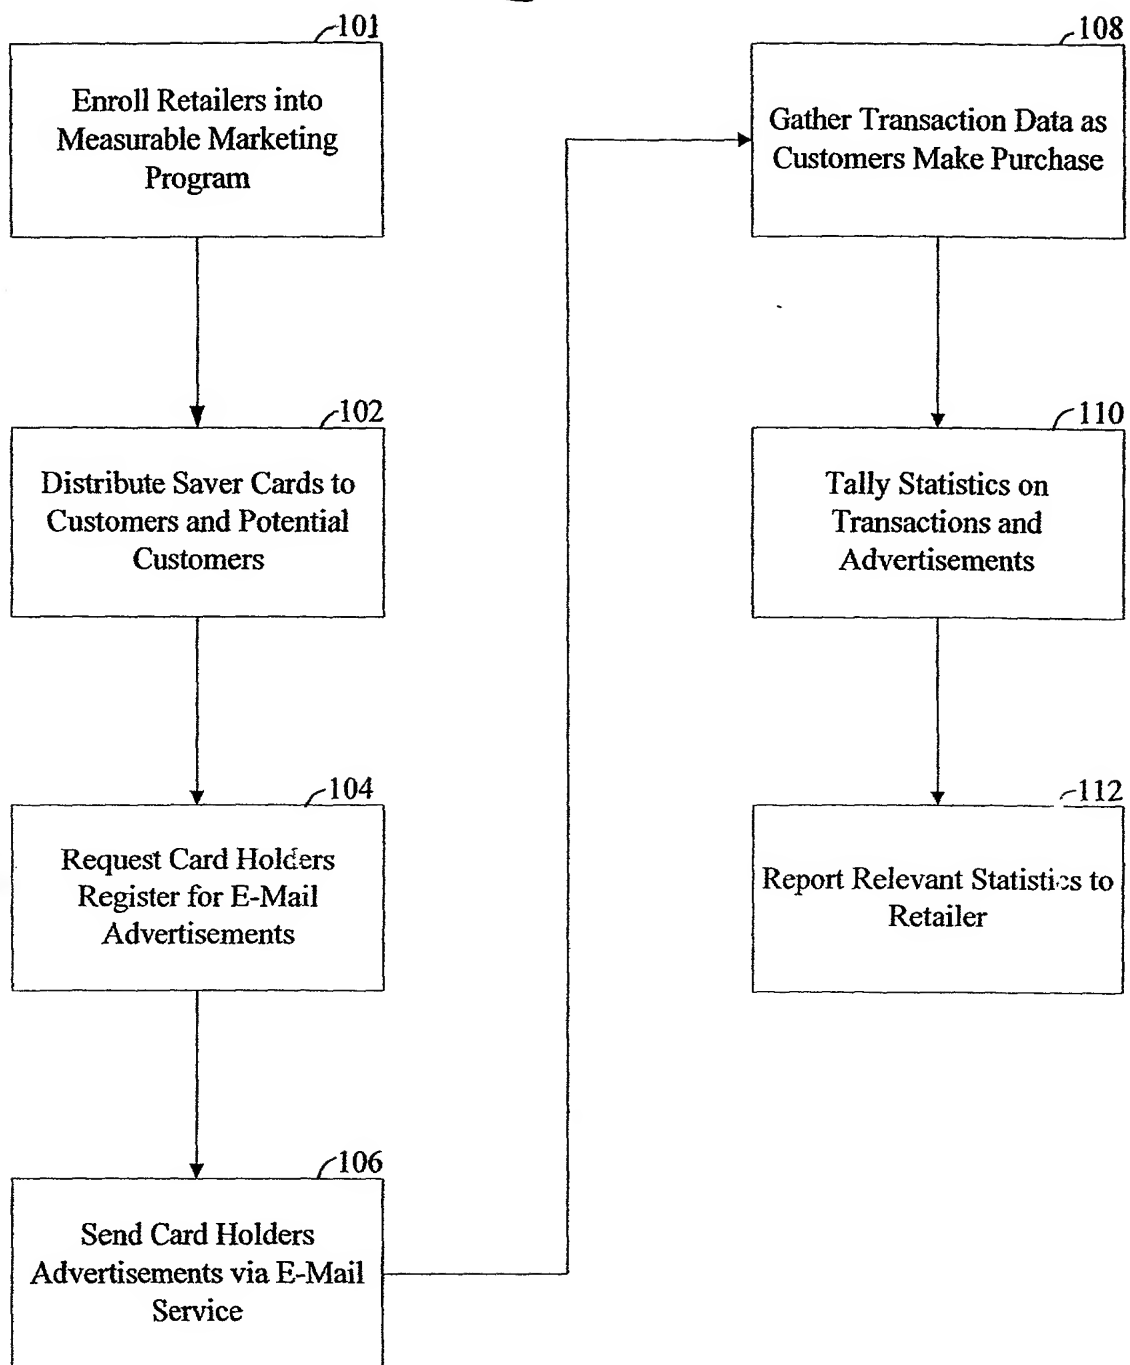 101
Enroll Retailers into
Measurable Marketing
Program
102
Distribute Saver Cards to
Customers and Potential
Customers
104
Request Card Holders
Register for E-Mail
Advertisements
106
Send Card Holders
Advertisements via E-Mail
Service
108
Gather Transaction Data as
Customers Make Purchase
110
Tally Statistics on
Transactions and
Advertisements
112
Report Relevant Statistics to
Retailer